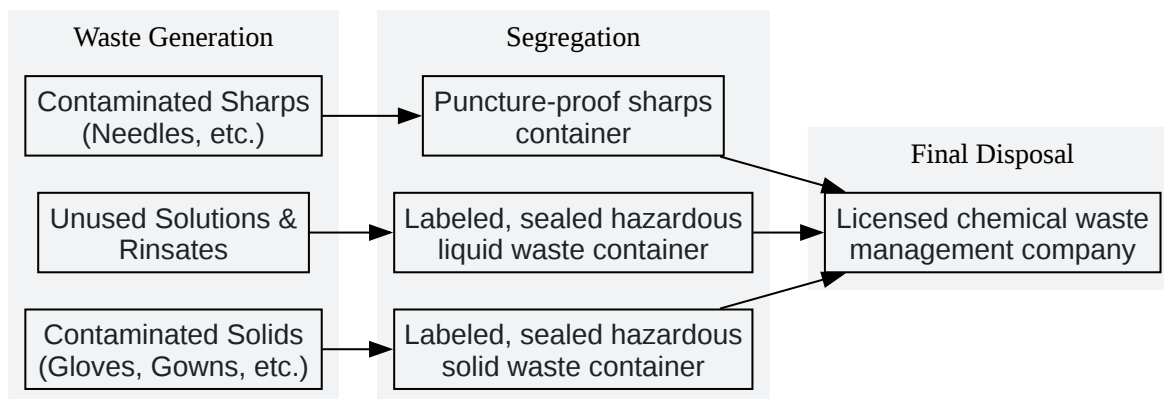 Waste Generation
Contaminated Sharps
(Needles, etc.)
Unused Solutions &
Rinsates
Contaminated Solids
(Gloves, Gowns, etc.)
Segregation
Puncture-proof sharps
container
Labeled, sealed hazardous
liquid waste container
Labeled, sealed hazardous
solid waste container
Final Disposal
Licensed chemical waste
management company